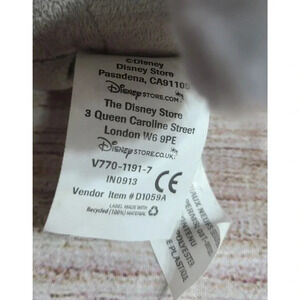 ©Disney
Disney Store
Pasadena, CA91105
Disney STORE.COM
The Disney Store
3 Queen Caroline Street
London W6 9PE
Disney STORE.CO.UK
V770-1191-7
IN0913
CE
Vendor Item # D1059A
LABEL MADE WITH
Recycled (100%) MATERIAL